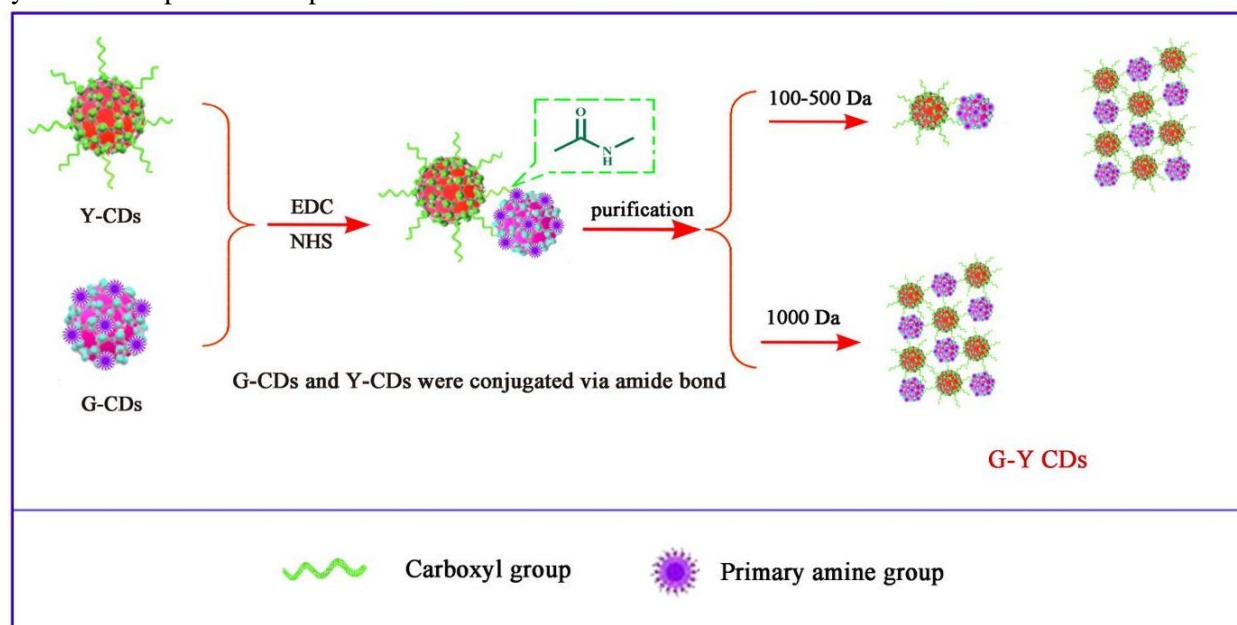 Y-CDs
G-CDs
EDC
NHS
O
N
H
purification
100-500 Da
1000 Da
G-CDs and Y-CDs were conjugated via amide bond
G-Y CDs
Carboxyl group
Primary amine group